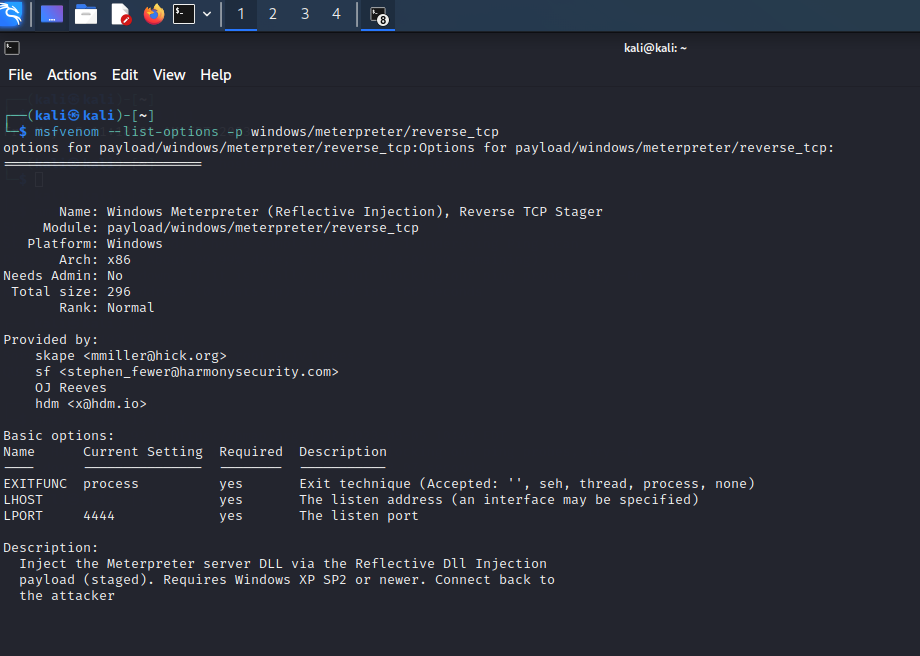 1 2 3 4 8
kali@kali: ~
File Actions Edit View Help
(kali㉿kali)-[~]
$ msfvenom --list-options -p windows/meterpreter/reverse_tcp
options for payload/windows/meterpreter/reverse_tcp:Options for payload/windows/meterpreter/reverse_tcp:
=========================
Name: Windows Meterpreter (Reflective Injection), Reverse TCP Stager
Module: payload/windows/meterpreter/reverse_tcp
Platform: Windows
Arch: x86
Needs Admin: No
Total size: 296
Rank: Normal
Provided by:
skape <mmiller@hick.org>
sf <stephen_fewer@harmonysecurity.com>
OJ Reeves
hdm <x@hdm.io>
Basic options:
Name Current Setting Required Description
---- --------------- -------- -----------
EXITFUNC process yes Exit technique (Accepted: '', seh, thread, process, none)
LHOST yes The listen address (an interface may be specified)
LPORT 4444 yes The listen port
Description:
Inject the Meterpreter server DLL via the Reflective Dll Injection
payload (staged). Requires Windows XP SP2 or newer. Connect back to
the attacker